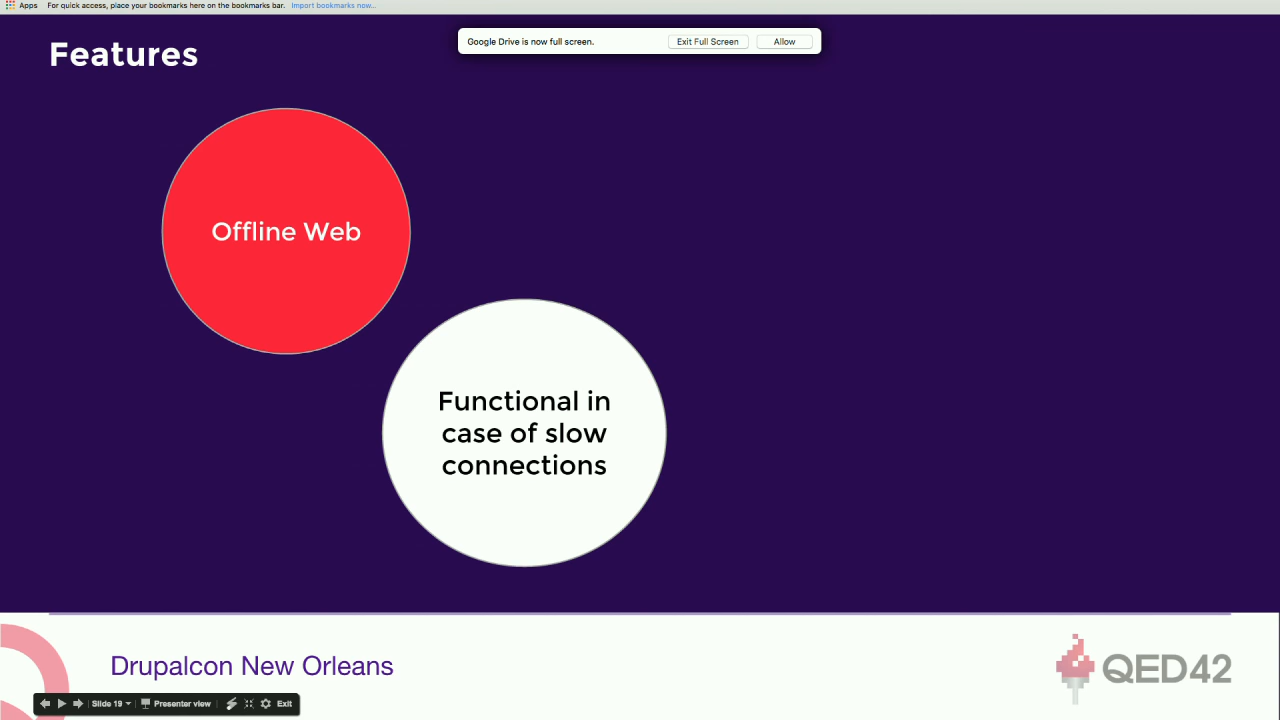 Apps For quick access, place your bookmarks here on the bookmarks bar. Import bookmarks now...
Features
Google Drive is now full screen. Exit Full Screen Allow
Offline Web
Functional in
case of slow
connections
Drupalcon New Orleans
QED42
Slide 19 Presenter view Exit